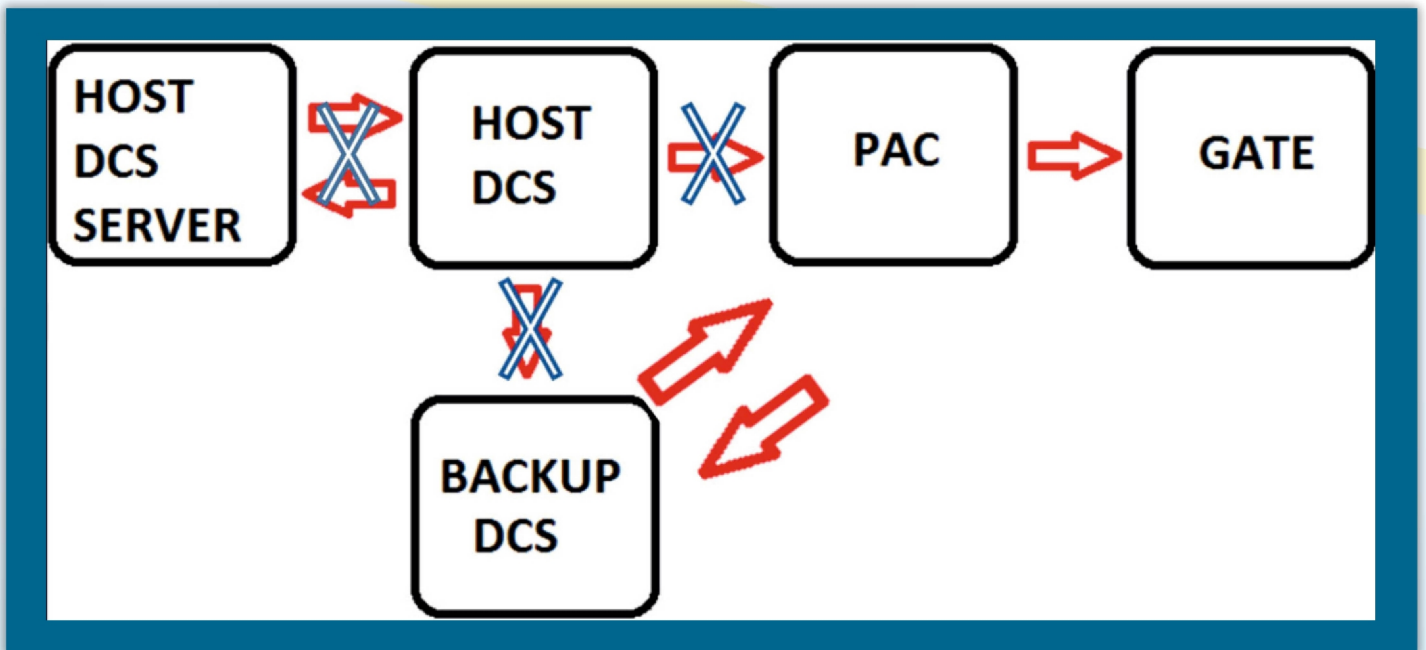 HOST
DCS
SERVER
HOST
DCS
PAC
GATE
BACKUP
DCS